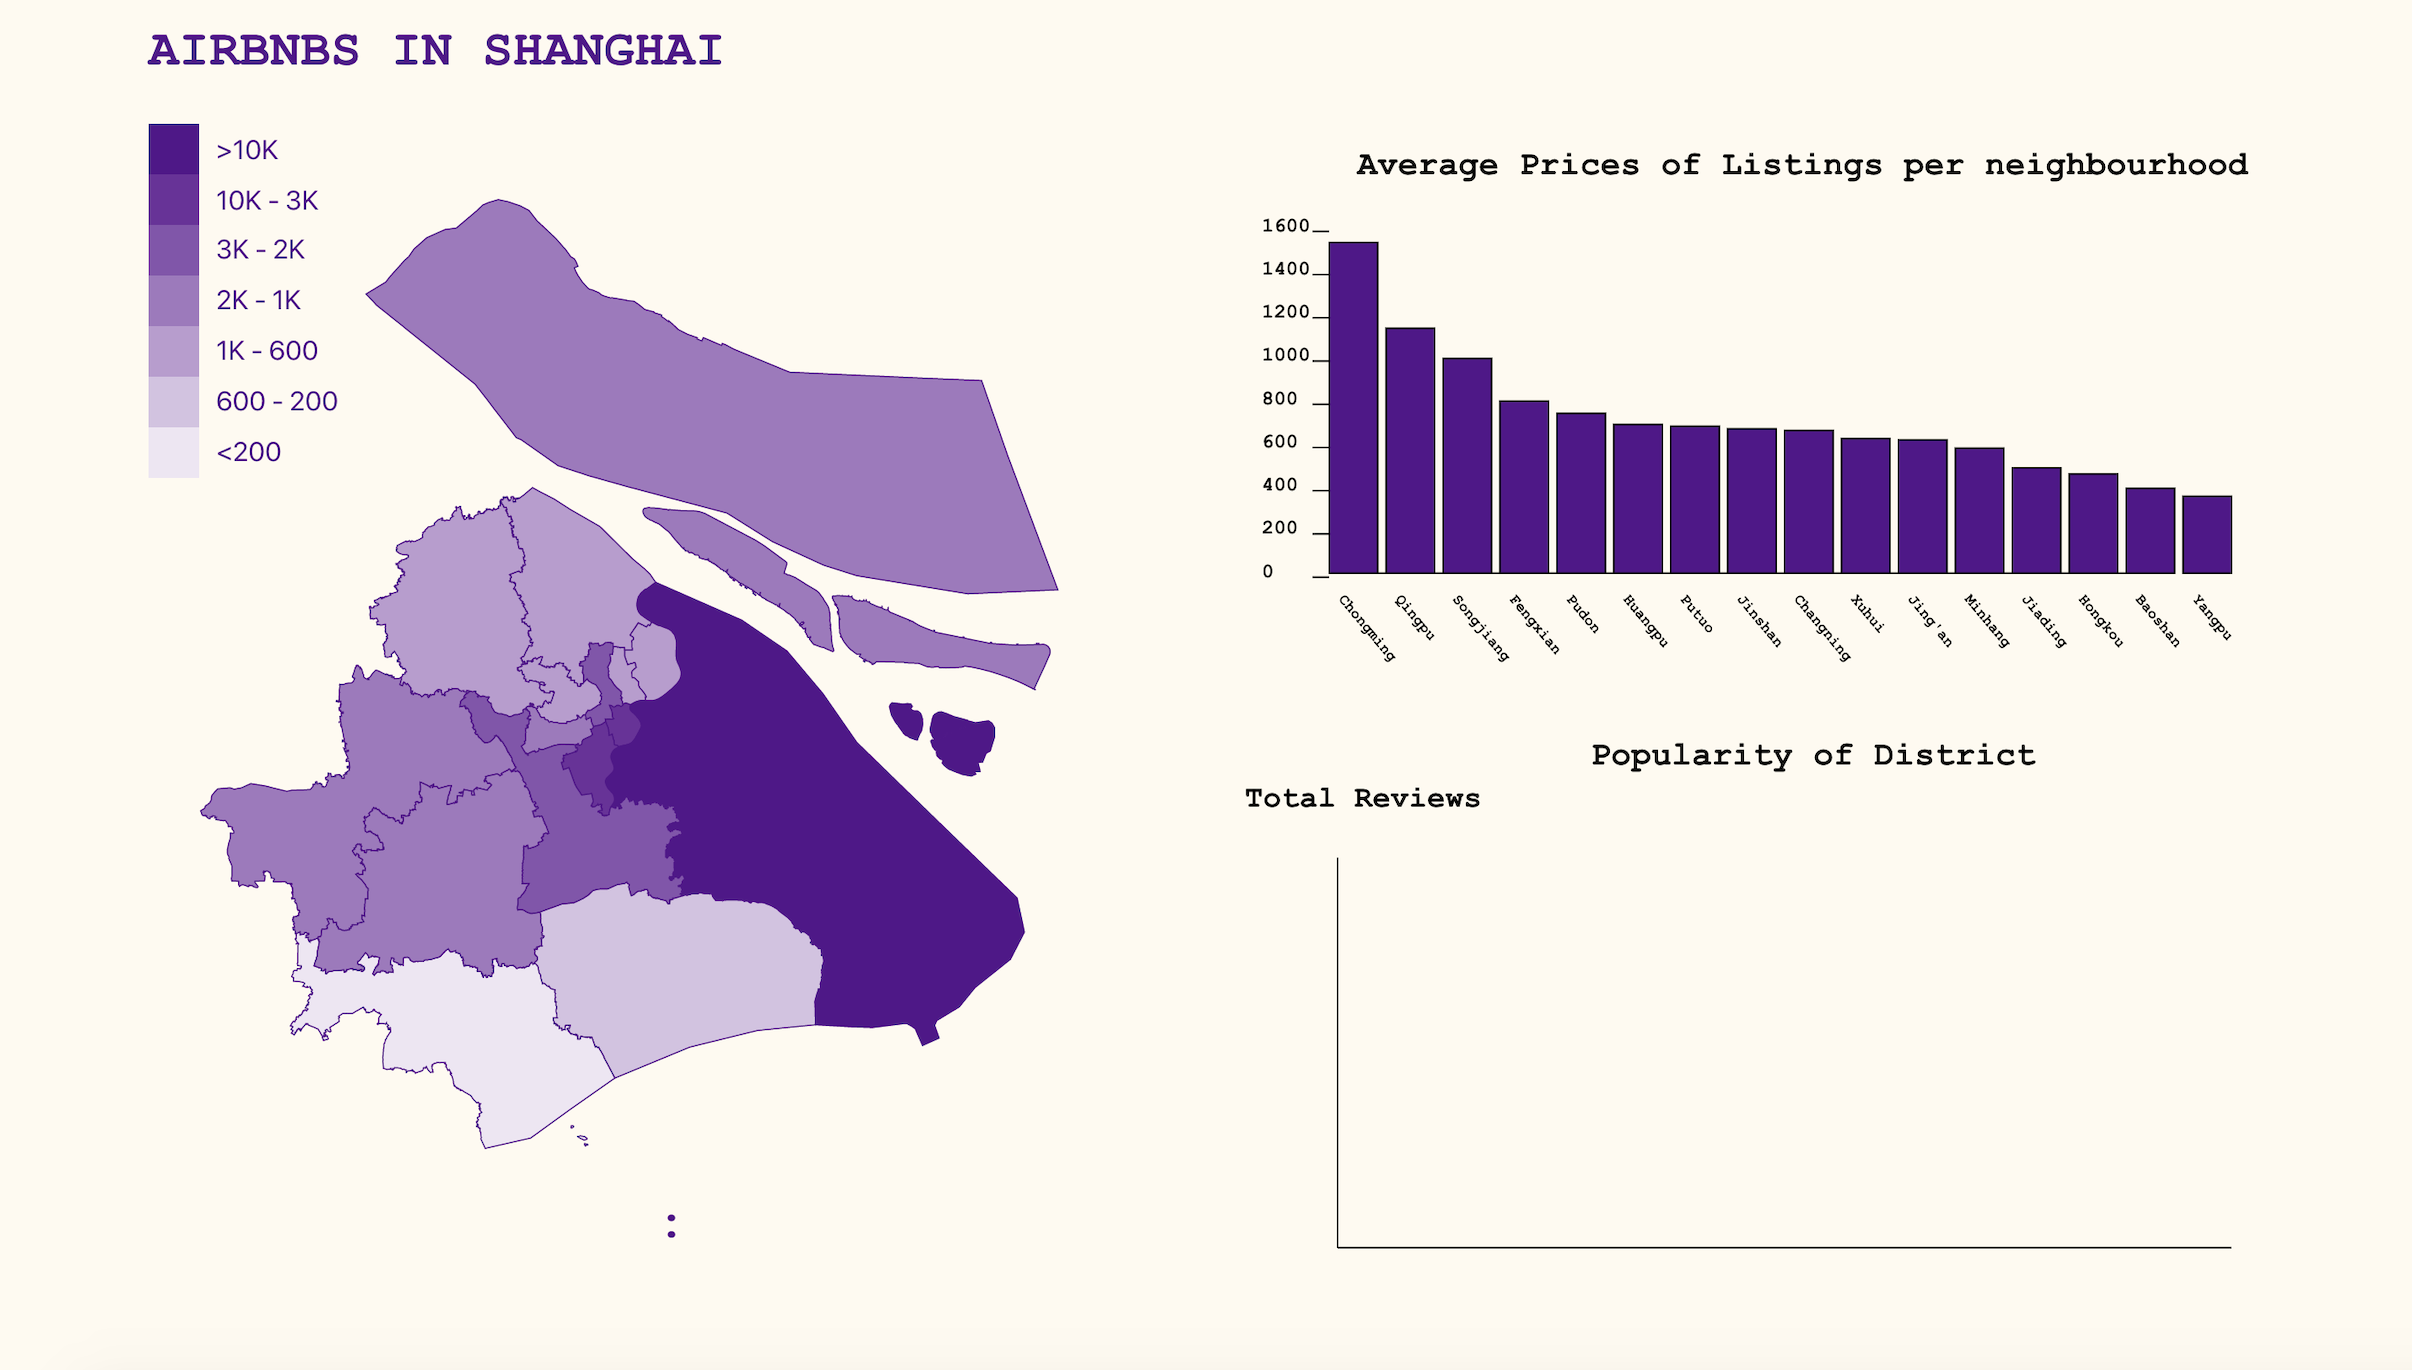 AIRBNBS IN SHANGHAI
>10K
10K - 3K
3K - 2K
2K - 1K
1K - 600
600 - 200
<200
:
Average Prices of Listings per neighbourhood
1600
1400
1200
1000
800
600
400
200
0
Chongming
Qingpu
Songjiang
Fengxian
Pudon
Huangpu
Putuo
Jinshan
Changning
Xuhui
Jing'an
Minhang
Jiading
Hongkou
Baoshan
Yangpu
Popularity of District
Total Reviews